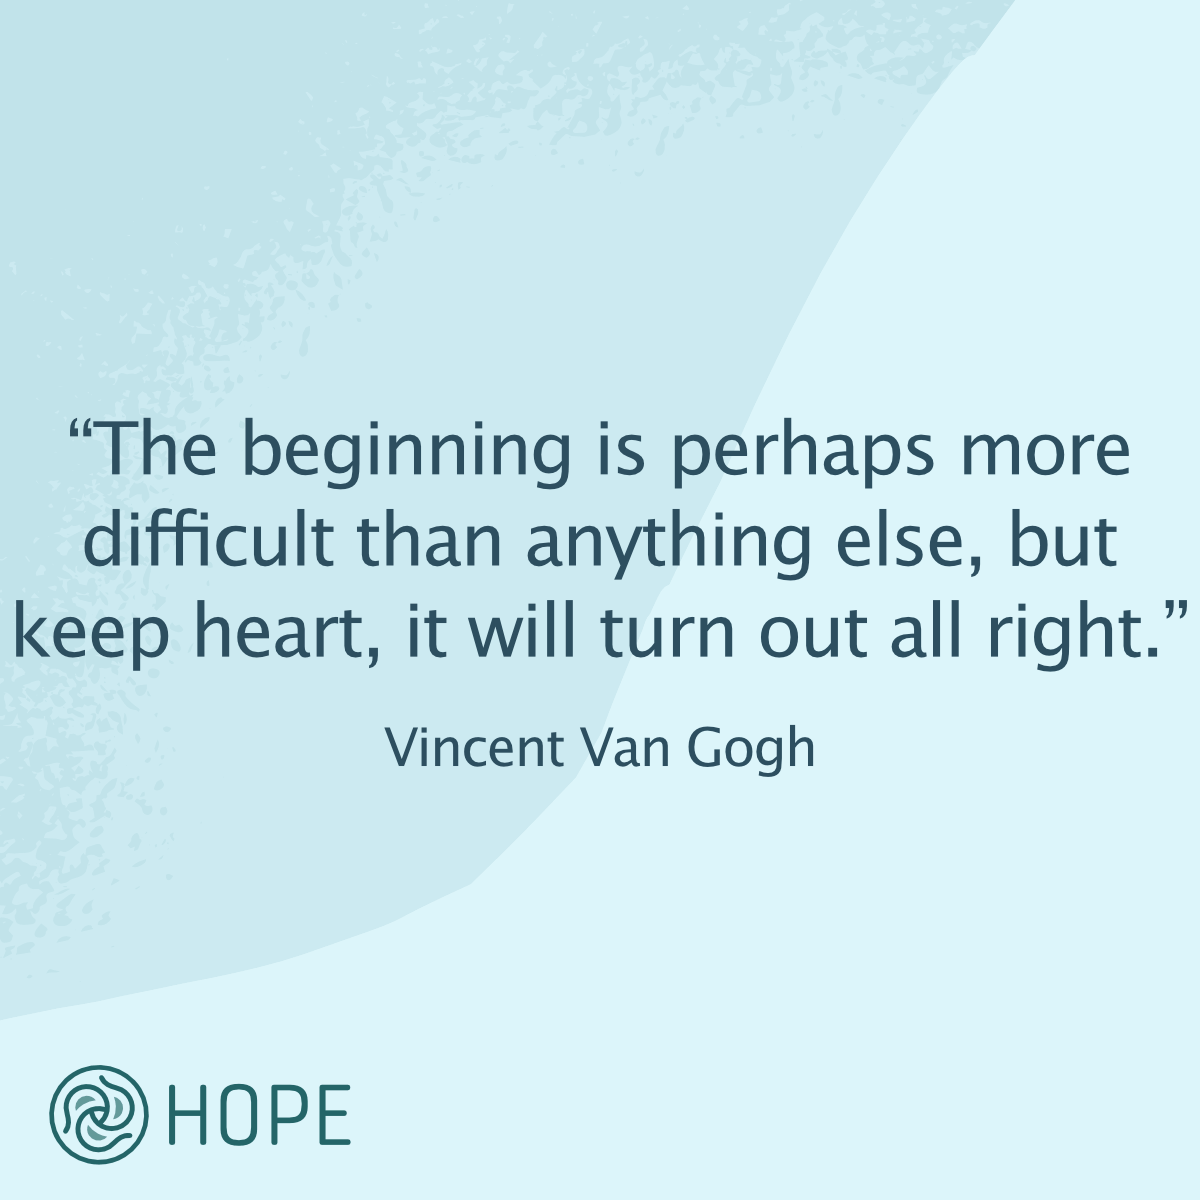 “The beginning is perhaps more
difficult than anything else, but
keep heart, it will turn out all right.”
Vincent Van Gogh
HOPE